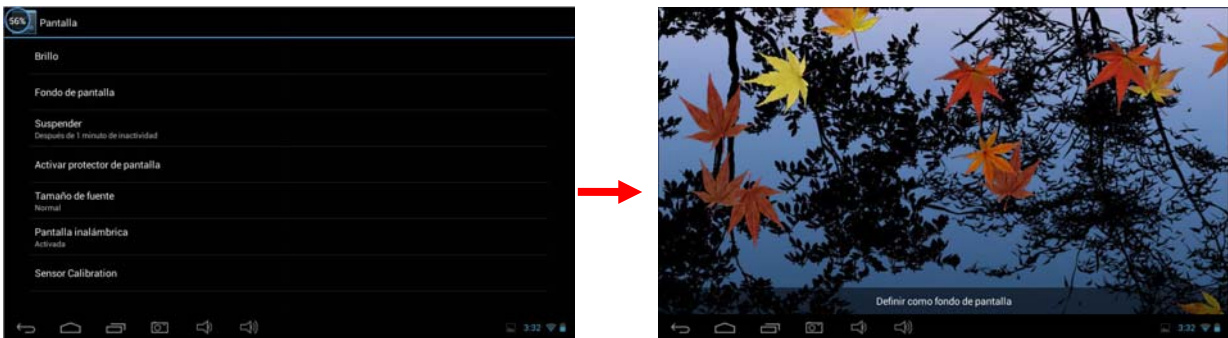 56%
Pantalla
Brillo
Fondo de pantalla
Suspender
Después de 1 minuto de inactividad
Activar protector de pantalla
Tamaño de fuente
Normal
Pantalla inalámbrica
Activada
Sensor Calibration
3:32
Definir como fondo de pantalla
3:32